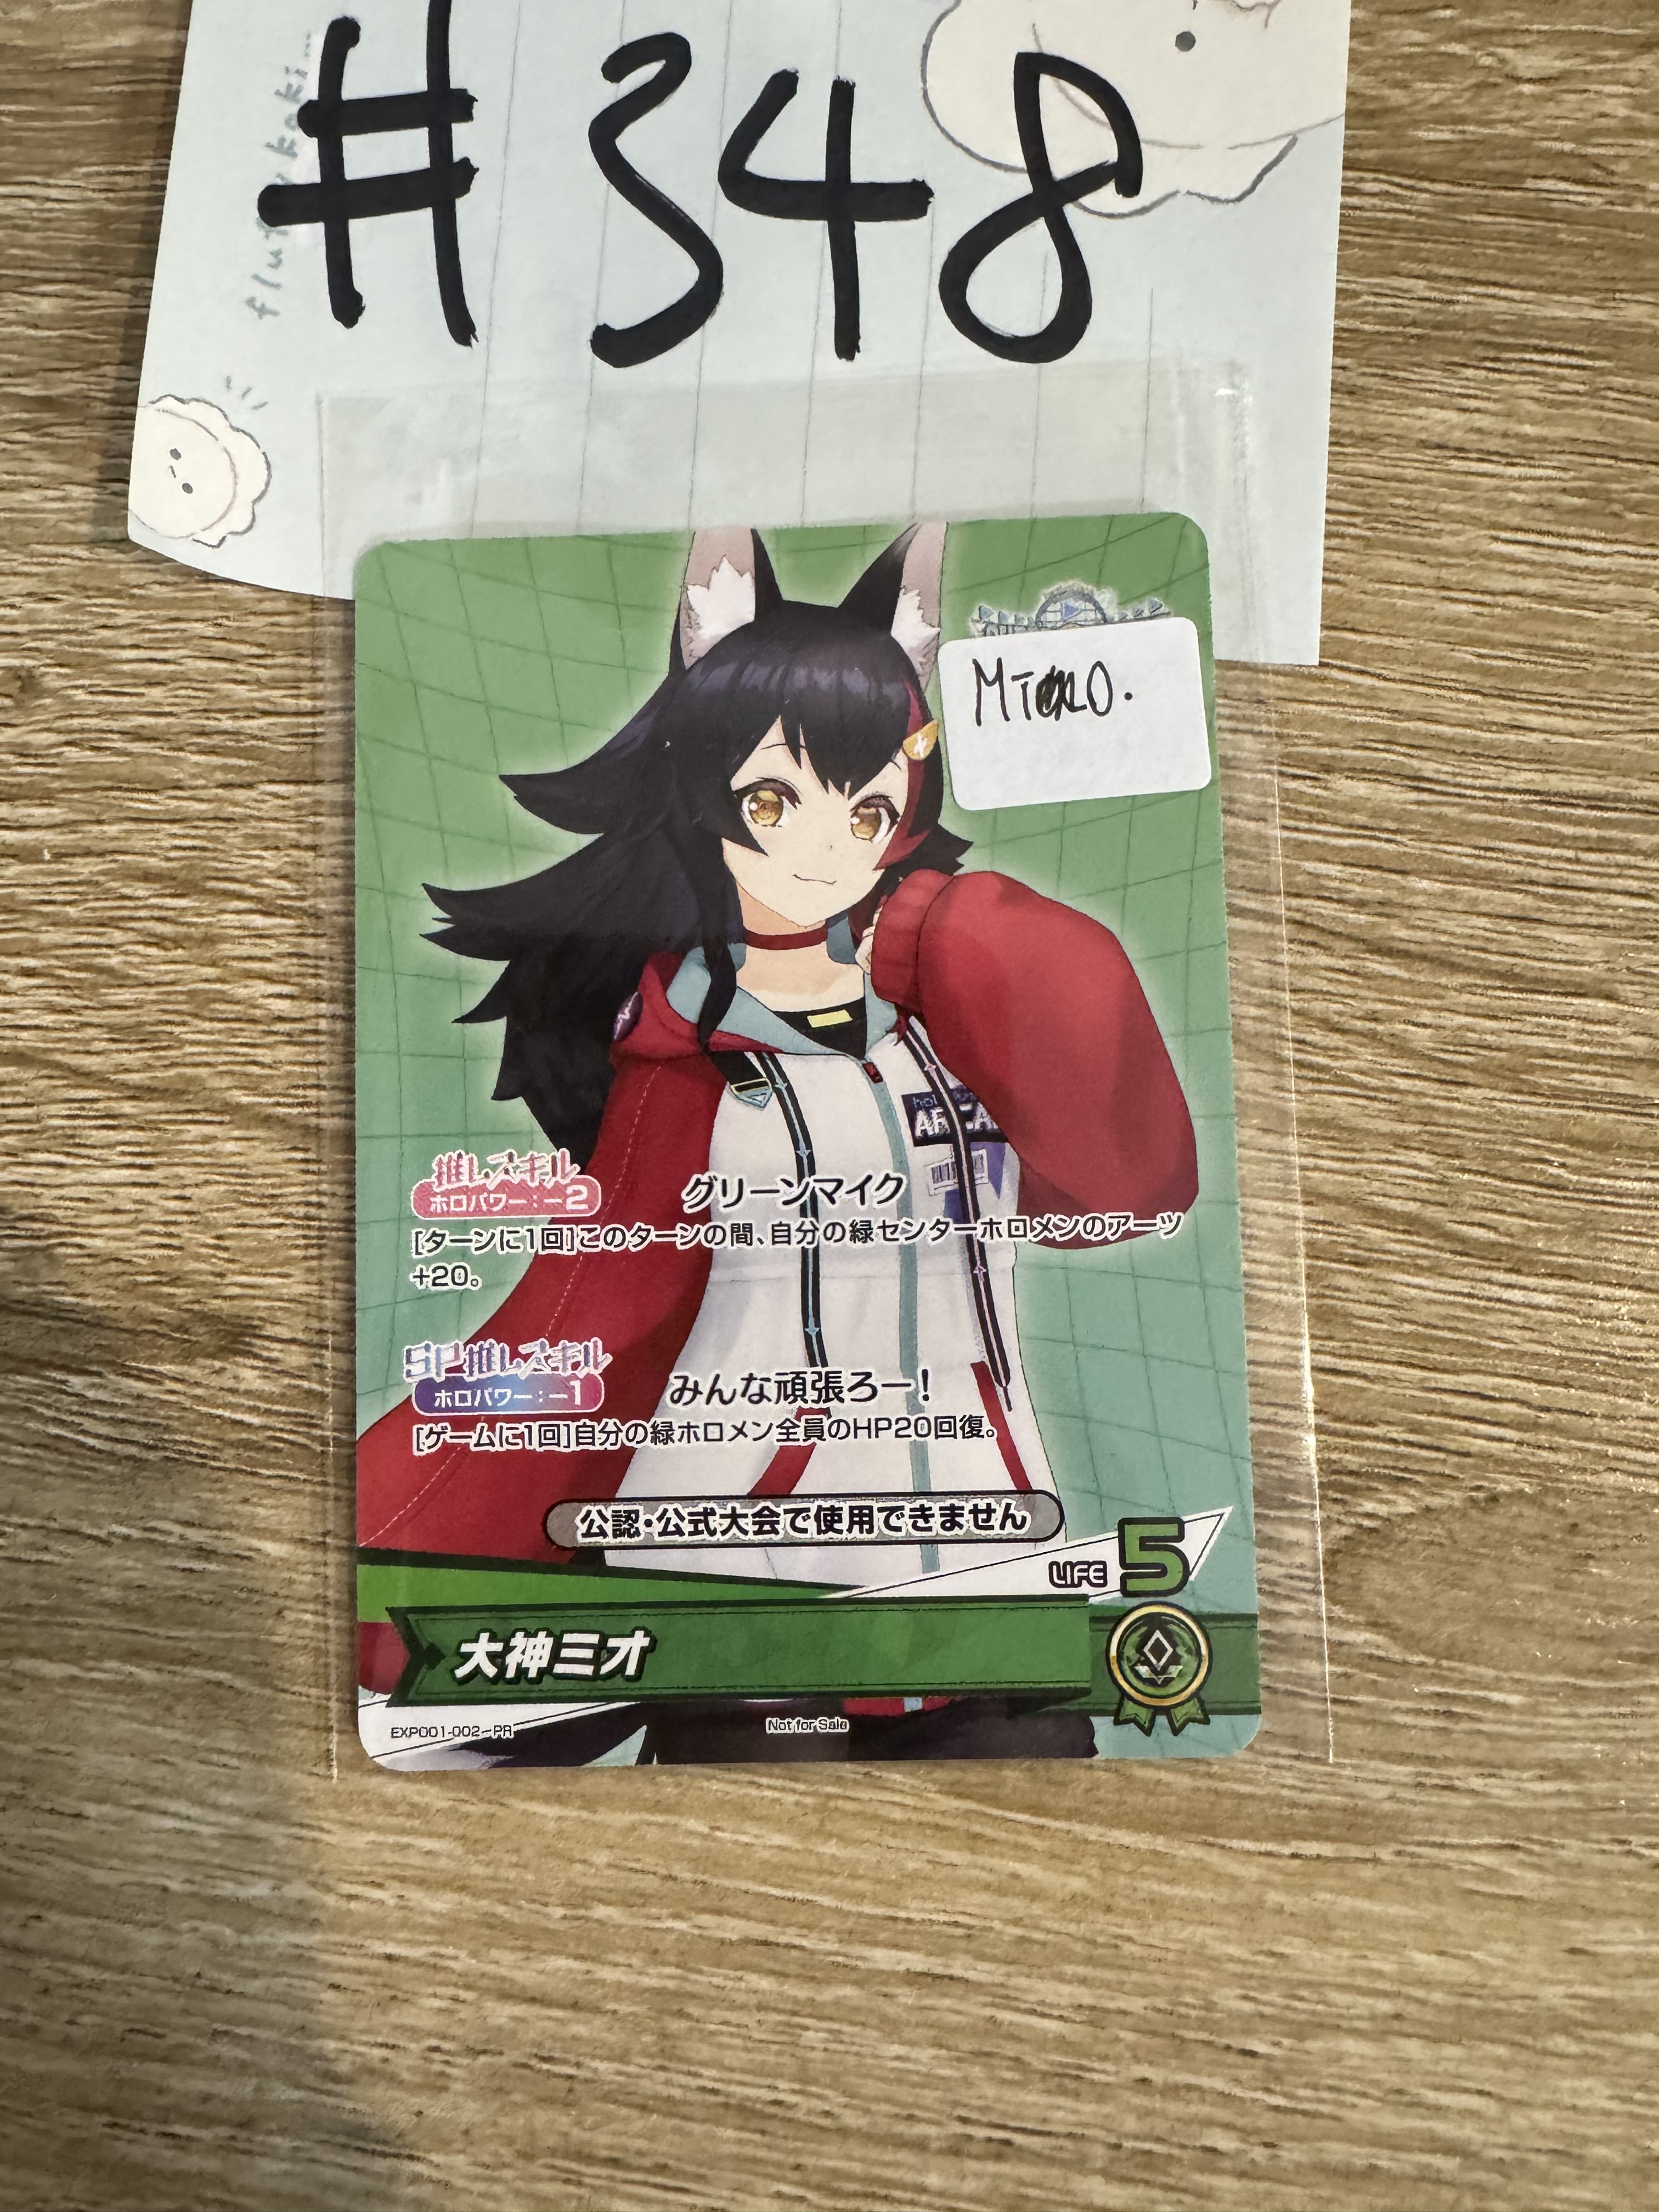 #348
推しスキル
ホロパワー:-2
グリーンマイク
[ターンに1回]このターンの間、自分の緑センターホロメンのアーツ
+20。
SP推しスキル
ホロパワー:-1
みんな頑張ろー!
[ゲームに1回]自分の緑ホロメン全員のHP20回復。
公認・公式大会で使用できません
LIFE 5
大神ミオ
EXP001-002-PR
Not for Sale